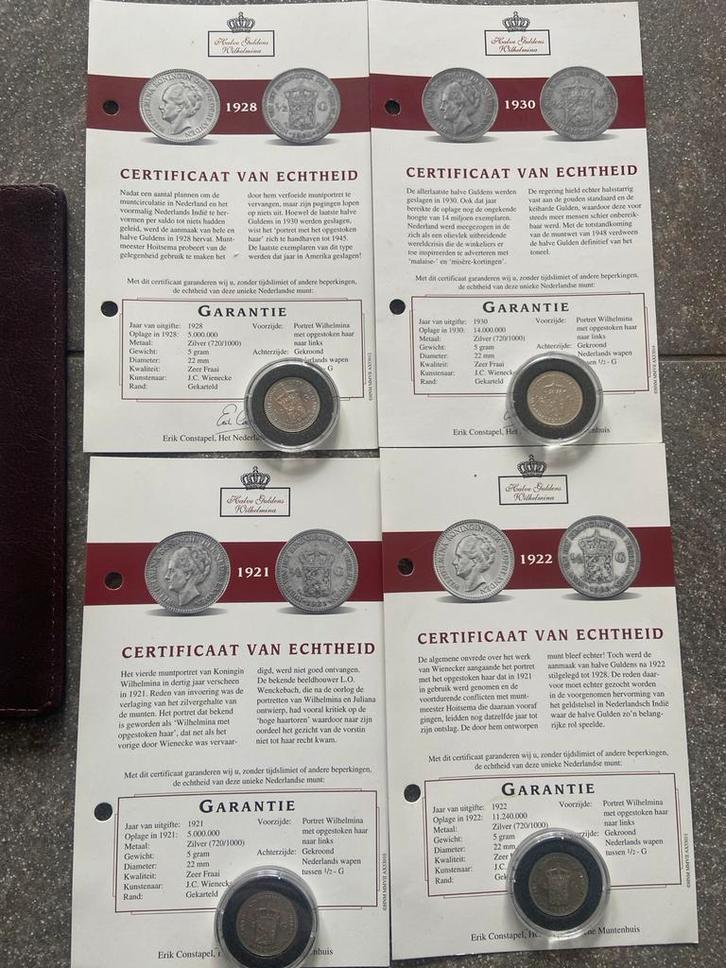 Halve Guldens
Wilhelmina
1928
CERTIFICAAT VAN ECHTHEID
Nadat een aantal plannen om de
muntcirculatie in Nederland en het
voormalig Nederlands Indië te her-
vormen per saldo tot niets hadden
geleid, werd de aanmaak van hele en
halve Guldens in 1928 hervat. Munt-
meester Hoitsema probeert van de
gelegenheid gebruik te maken het
door hem verfoeide muntportret te
vervangen, maar zijn pogingen lopen
op niets uit. Hoewel de laatste halve
Guldens in 1930 werden geslagen,
wist het 'portret met het opgestoken
haar' zich te handhaven tot 1945.
De laatste exemplaren van dit type
werden dat jaar in Amerika geslagen!
Met dit certificaat garanderen wij u, zonder tijdslimiet of andere beperkingen,
de echtheid van deze unieke Nederlandse munt:
GARANTIE
Jaar van uitgifte: 1928
Oplage in 1928: 5.000.000
Metaal: Zilver (720/1000)
Gewicht: 5 gram
Diameter: 22 mm
Kwaliteit: Zeer Fraai
Kunstenaar: J.C. Wienecke
Rand: Gekarteld
Voorzijde: Portret Wilhelmina
met opgestoken haar
naar links
Achterzijde: Gekroond
wapen
- G
Erik Constapel, Het
Halve Guldens
Wilhelmina
1930
CERTIFICAAT VAN ECHTHEID
De allerlaatste halve Guldens werden
geslagen in 1930. Ook dat jaar
bereikte de oplage nog de ongekende
hoogte van 14 miljoen exemplaren.
Nederland werd meegezogen in de
zich als een olievlek uitbreidende
wereldcrisis die de winkeliers er
toe inspireerden te adverteren met
'malaise-' en 'misère-kortingen'.
De regering hield echter halsstarrig
vast aan de gouden standaard en de
keiharde Gulden, waardoor deze voor
steeds meer mensen schier onbereik-
baar werd. Met de totstandkoming
van de muntwet van 1948 verdween
de halve Gulden definitief van het
toneel.
Met dit certificaat garanderen wij u, zonder tijdslimiet of andere beperkingen,
de echtheid van deze unieke Nederlandse munt:
GARANTIE
Jaar van uitgifte: 1930
Oplage in 1930: 14.000.000
Metaal: Zilver (720/1000)
Gewicht: 5 gram
Diameter: 22 mm
Kwaliteit: Zeer Fraai
Kunstenaar: J.C. Wienecke
Rand: Gekarteld
Voorzijde: Portret Wilhelmina
met opgestoken haar
naar links
Achterzijde: Gekroond
Nederlands wapen
1/2 - G
Erik Constapel, Het
Halve Guldens
Wilhelmina
1921
CERTIFICAAT VAN ECHTHEID
Het vierde muntportret van Koningin
Wilhelmina in dertig jaar verscheen
in 1921. Reden van invoering was de
verlaging van het zilvergehalte van
de munten. Het portret dat bekend
is geworden als 'Wilhelmina met
opgestoken haar', dat net als het
vorige door Wienecke was vervaar-
digd, werd niet goed ontvangen.
De bekende beeldhouwer L.O.
Wenckebach, die na de oorlog de
portretten van Wilhelmina en Juliana
ontwierp, had vooral kritiek op de
'hoge haartoren' waardoor naar zijn
oordeel het gezicht van de vorstin
niet tot haar recht kwam.
Met dit certificaat garanderen wij u, zonder tijdslimiet of andere beperkingen,
de echtheid van deze unieke Nederlandse munt:
GARANTIE
Jaar van uitgifte: 1921
Oplage in 1921: 5.000.000
Metaal: Zilver (720/1000)
Gewicht: 5 gram
Diameter: 22 mm
Kwaliteit: Zeer Fraai
Kunstenaar: J.C. Wienecke
Rand: Gekarteld
Voorzijde: Portret Wilhelmina
met opgestoken haar
naar links
Achterzijde: Gekroond
Nederlands wapen
tussen 1/2 - G
Erik Constapel,
Muntenhuis
Halve Guldens
Wilhelmina
1922
CERTIFICAAT VAN ECHTHEID
De algemene onvrede over het werk
van Wienecker aangaande het portret
met het opgestoken haar dat in 1921
in gebruik werd genomen en de
voortdurende conflicten met munt-
meester Hoitsema die daaraan vooraf
gingen, leidden nog datzelfde jaar tot
zijn ontslag. De door hem ontworpen
munt bleef echter! Toch werd de
aanmaak van halve Guldens na 1922
stilgelegd tot 1928. De reden daar-
voor moet echter gezocht worden
in de voorgenomen hervorming van
het geldstelsel in Nederlandsch Indië
waar de halve Gulden zo'n belang-
rijke rol speelde.
Met dit certificaat garanderen wij u, zonder tijdslimiet of andere beperkingen,
de echtheid van deze unieke Nederlandse munt:
GARANTIE
Jaar van uitgifte: 1922
Oplage in 1922: 11.240.000
Metaal: Zilver (720/1000)
Gewicht: 5 gram
Diameter: 22 mm
Kwaliteit: Zeer
Kunstenaar: J.C.
Rand:
Voorzijde: Portret Wilhelmina
met opgestoken haar
naar links
Gekroond
Nederlands wapen
tussen 1/2 - G
Erik Constapel,
Muntenhuis